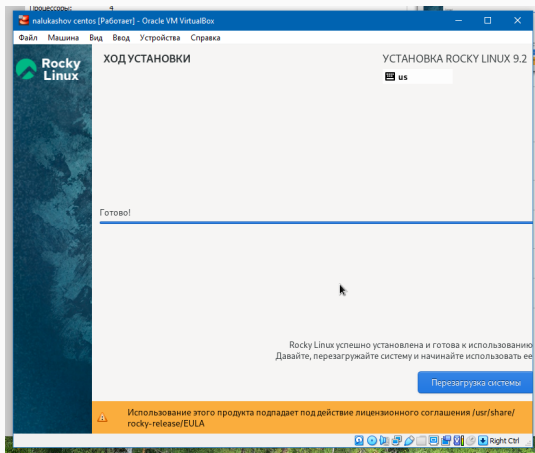 Процессоры: 4
nalukashov centos [Работает] - Oracle VM VirtualBox
Файл Машина Вид Ввод Устройства Справка
Rocky
Linux
ХОД УСТАНОВКИ
УСТАНОВКА ROCKY LINUX 9.2
us
Готово!
Rocky Linux успешно установлена и готова к использованию
Давайте, перезагружайте систему и начинайте использовать ее
Перезагрузка системы
Использование этого продукта подпадает под действие лицензионного соглашения /usr/share/
rocky-release/EULA
Right Ctrl